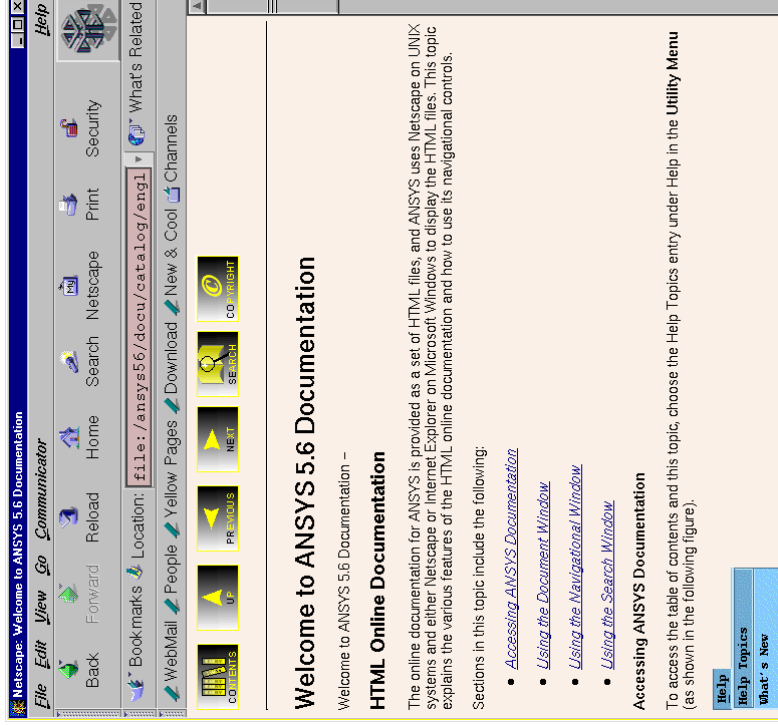 Netscape: Welcome to ANSYS 5.6 Documentation
File Edit View Go Communicator Help
Back Forward Reload Home Search Netscape Print Security
My
Bookmarks Location: file:/ansys56/docu/catalog/engl What's Related
WebMail People Yellow Pages Download New & Cool Channels
CONTENTS UP PREVIOUS NEXT SEARCH COPYRIGHT
Welcome to ANSYS 5.6 Documentation
Welcome to ANSYS 5.6 Documentation –
HTML Online Documentation
The online documentation for ANSYS is provided as a set of HTML files, and ANSYS uses Netscape on UNIX
systems and either Netscape or Internet Explorer on Microsoft Windows to display the HTML files. This topic
explains the various features of the HTML online documentation and how to use its navigational controls.
Sections in this topic include the following:
• Accessing ANSYS Documentation
• Using the Document Window
• Using the Navigational Window
• Using the Search Window
Accessing ANSYS Documentation
To access the table of contents and this topic, choose the Help Topics entry under Help in the Utility Menu
(as shown in the following figure).
Help
Help Topics
What's New